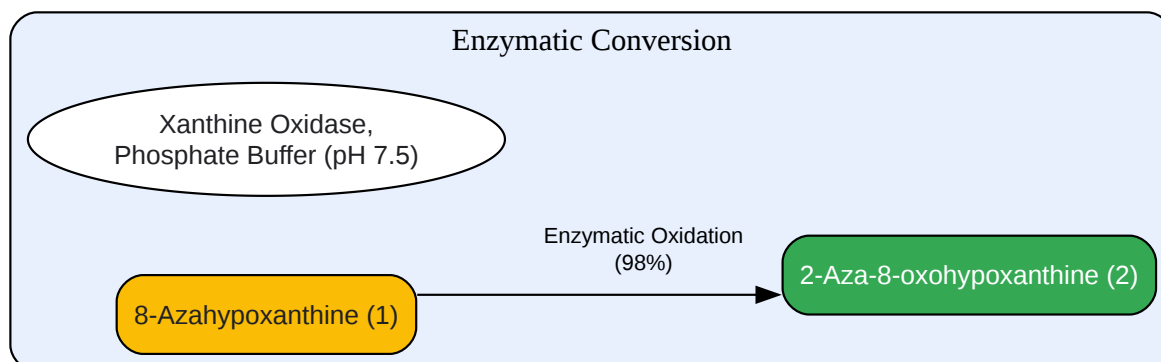 Enzymatic Conversion
Xanthine Oxidase,
Phosphate Buffer (pH 7.5)
Enzymatic Oxidation
(98%)
8-Azahypoxanthine (1)
2-Aza-8-oxohypoxanthine (2)